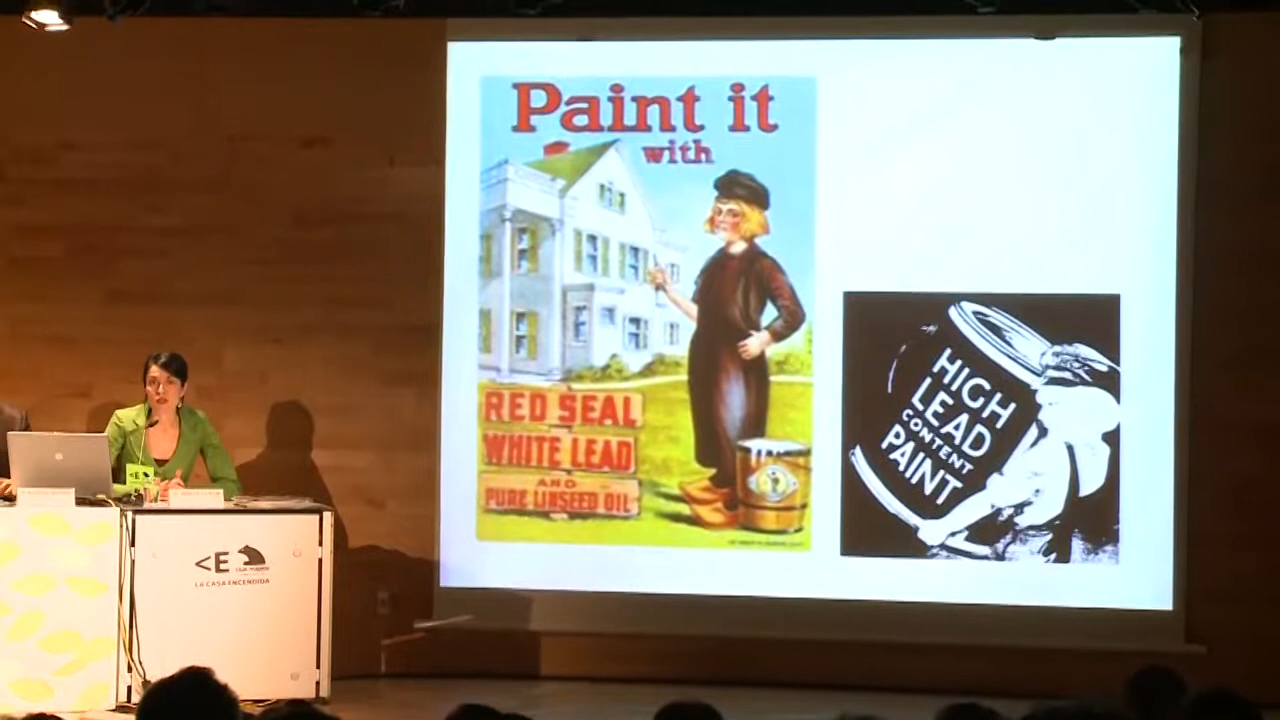 Paint it
with
RED SEAL
WHITE LEAD
AND
PURE LINSEED OIL
HIGH
LEAD
CONTENT
PAINT
<E
LA CASA ENCENDIDA
<E